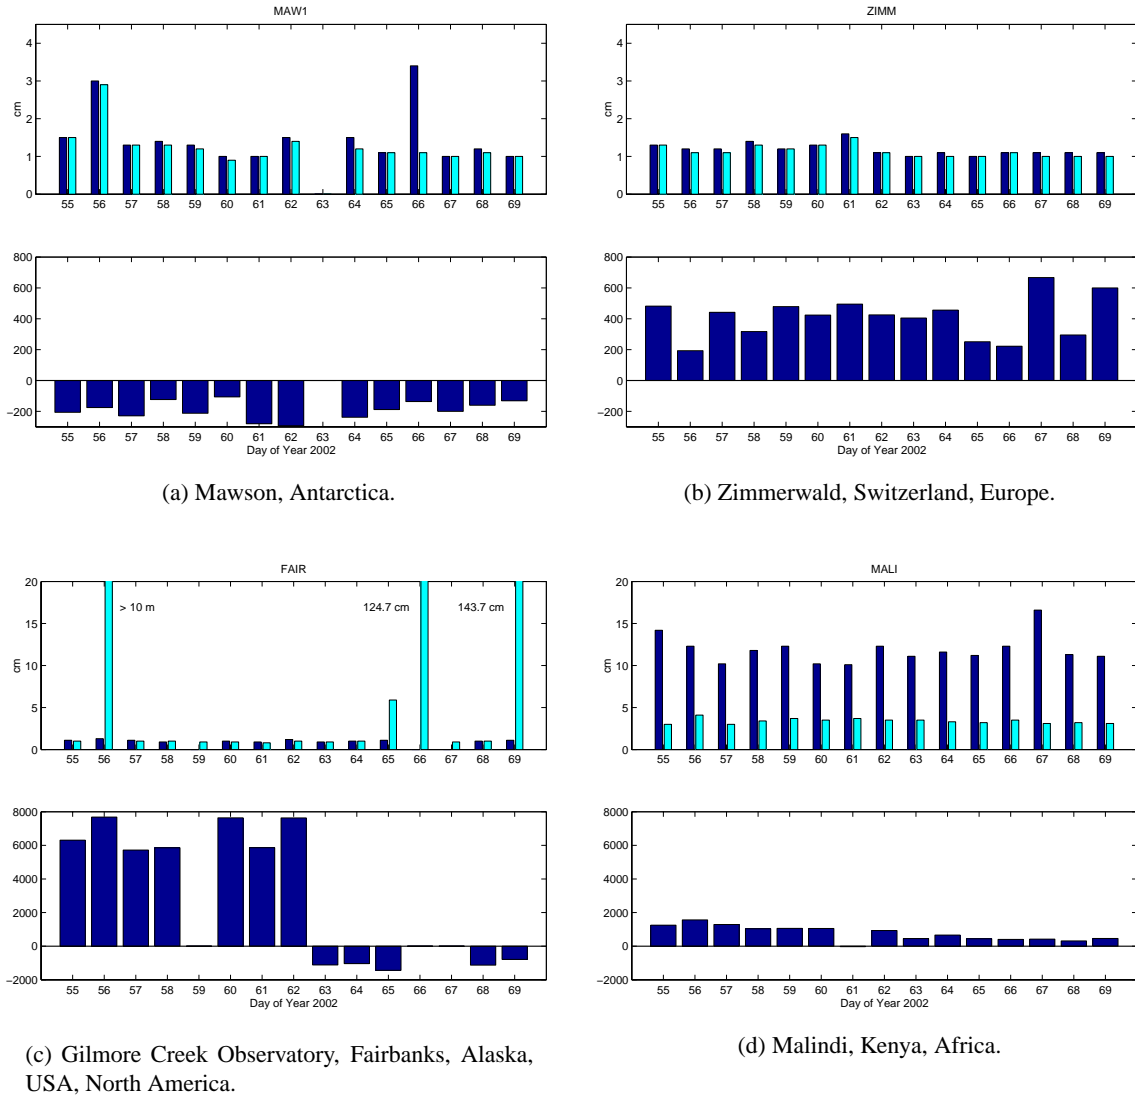 MAW1
4
3
2
1
0
cm
55 56 57 58 59 60 61 62 63 64 65 66 67 68 69
800
600
400
200
0
−200
55 56 57 58 59 60 61 62 63 64 65 66 67 68 69
Day of Year 2002
(a) Mawson, Antarctica.
ZIMM
4
3
2
1
0
cm
55 56 57 58 59 60 61 62 63 64 65 66 67 68 69
800
600
400
200
0
−200
55 56 57 58 59 60 61 62 63 64 65 66 67 68 69
Day of Year 2002
(b) Zimmerwald, Switzerland, Europe.
FAIR
20
15
10
5
0
cm
> 10 m 124.7 cm 143.7 cm
55 56 57 58 59 60 61 62 63 64 65 66 67 68 69
8000
6000
4000
2000
0
−2000
55 56 57 58 59 60 61 62 63 64 65 66 67 68 69
Day of Year 2002
(c) Gilmore Creek Observatory, Fairbanks, Alaska,
USA, North America.
MALI
20
15
10
5
0
cm
55 56 57 58 59 60 61 62 63 64 65 66 67 68 69
8000
6000
4000
2000
0
−2000
55 56 57 58 59 60 61 62 63 64 65 66 67 68 69
Day of Year 2002
(d) Malindi, Kenya, Africa.